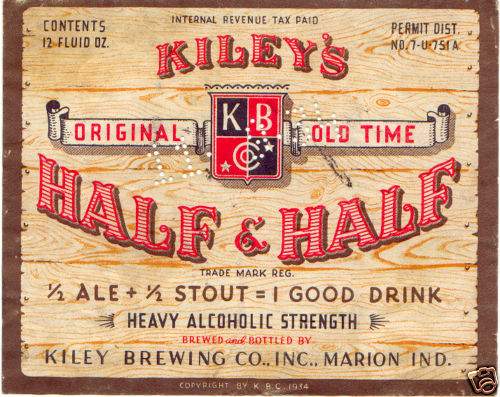 CONTENTS
12 FLUID OZ.
INTERNAL REVENUE TAX PAID
PERMIT DIST.
NO. 7-U-751A
KILEY'S
K B
Co
ORIGINAL OLD TIME
HALF & HALF
TRADE MARK REG.
½ ALE + ½ STOUT = 1 GOOD DRINK
HEAVY ALCOHOLIC STRENGTH
BREWED and BOTTLED BY
KILEY BREWING CO., INC., MARION IND.
COPYRIGHT BY K.B.C. 1934